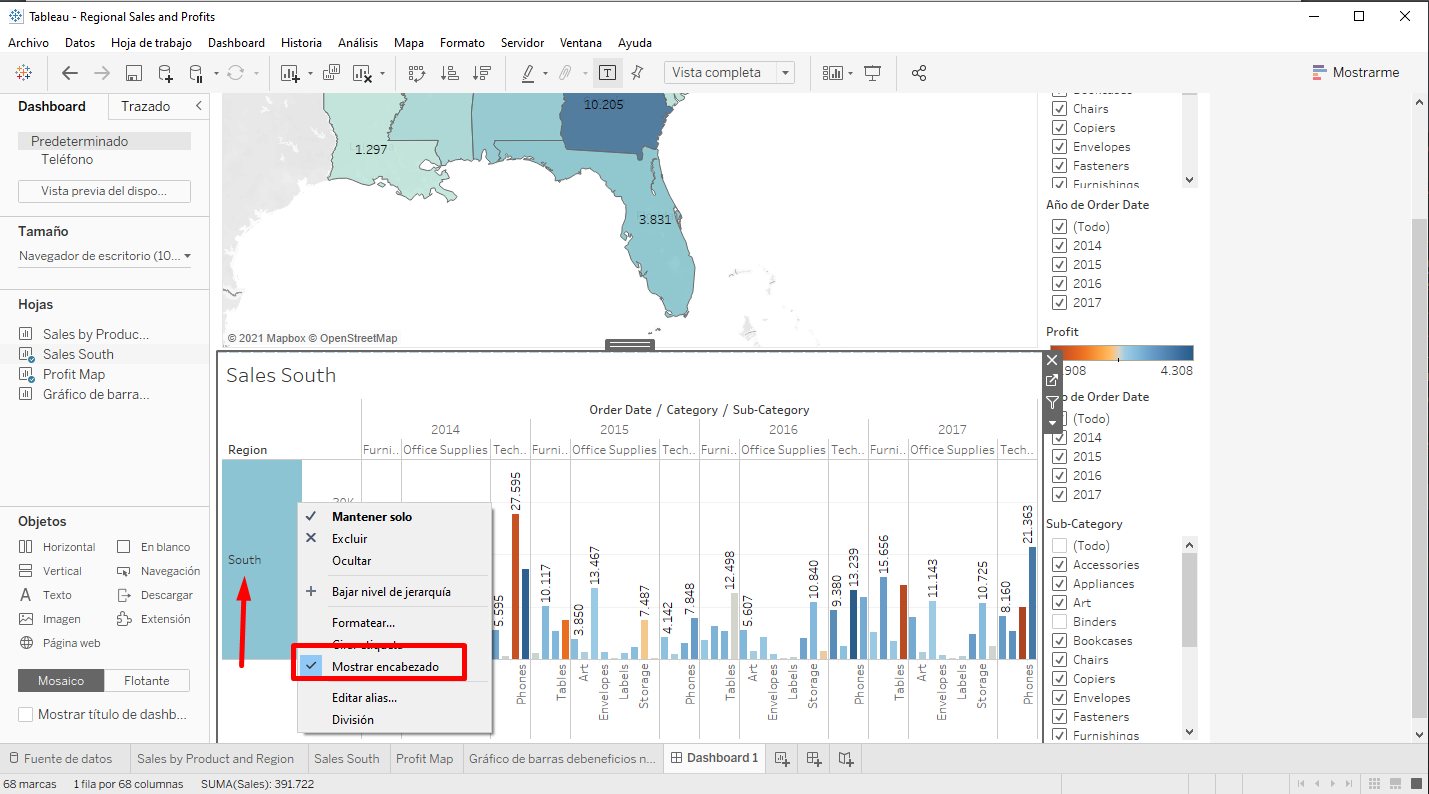 Tableau - Regional Sales and Profits
Archivo Datos Hoja de trabajo Dashboard Historia Análisis Mapa Formato Servidor Ventana Ayuda
Vista completa
Mostrarme
Dashboard Trazado
Predeterminado
Teléfono
Vista previa del dispo...
Tamaño
Navegador de escritorio (10...
Hojas
Sales by Produc...
Sales South
Profit Map
Gráfico de barra...
Objetos
Horizontal En blanco
Vertical Navegación
Texto Descargar
Imagen Extensión
Página web
Mosaico Flotante
Mostrar título de dashb...
10.205
1.297
3.831
© 2021 Mapbox © OpenStreetMap
Sales South
Order Date / Category / Sub-Category
2014 2015 2016 2017
Region
Furni.. Office Supplies Tech.. Furni.. Office Supplies Tech.. Furni.. Office Supplies Tech.. Furni.. Office Supplies Tech..
South
Mantener solo
Excluir
Ocultar
Bajar nivel de jerarquía
Formatear...
Mostrar encabezado
Editar alias...
División
5.595
27.595
10.117
3.850
13.467
7.487
4.142
7.848
12.498
5.607
10.840
9.380
13.239
15.656
11.143
10.725
8.160
21.363
Phones
Tables
Art
Envelopes
Labels
Storage
Phones
Tables
Art
Envelopes
Labels
Storage
Phones
Tables
Art
Envelopes
Labels
Storage
Phones
Bookcases
Chairs
Copiers
Envelopes
Fasteners
Furnishings
Año de Order Date
(Todo)
2014
2015
2016
2017
Profit
908 4.308
o de Order Date
(Todo)
2014
2015
2016
2017
Sub-Category
(Todo)
Accessories
Appliances
Art
Binders
Bookcases
Chairs
Copiers
Envelopes
Fasteners
Furnishings
Fuente de datos Sales by Product and Region Sales South Profit Map Gráfico de barras debeneficios n... Dashboard 1
68 marcas 1 fila por 68 columnas SUMA(Sales): 391.722